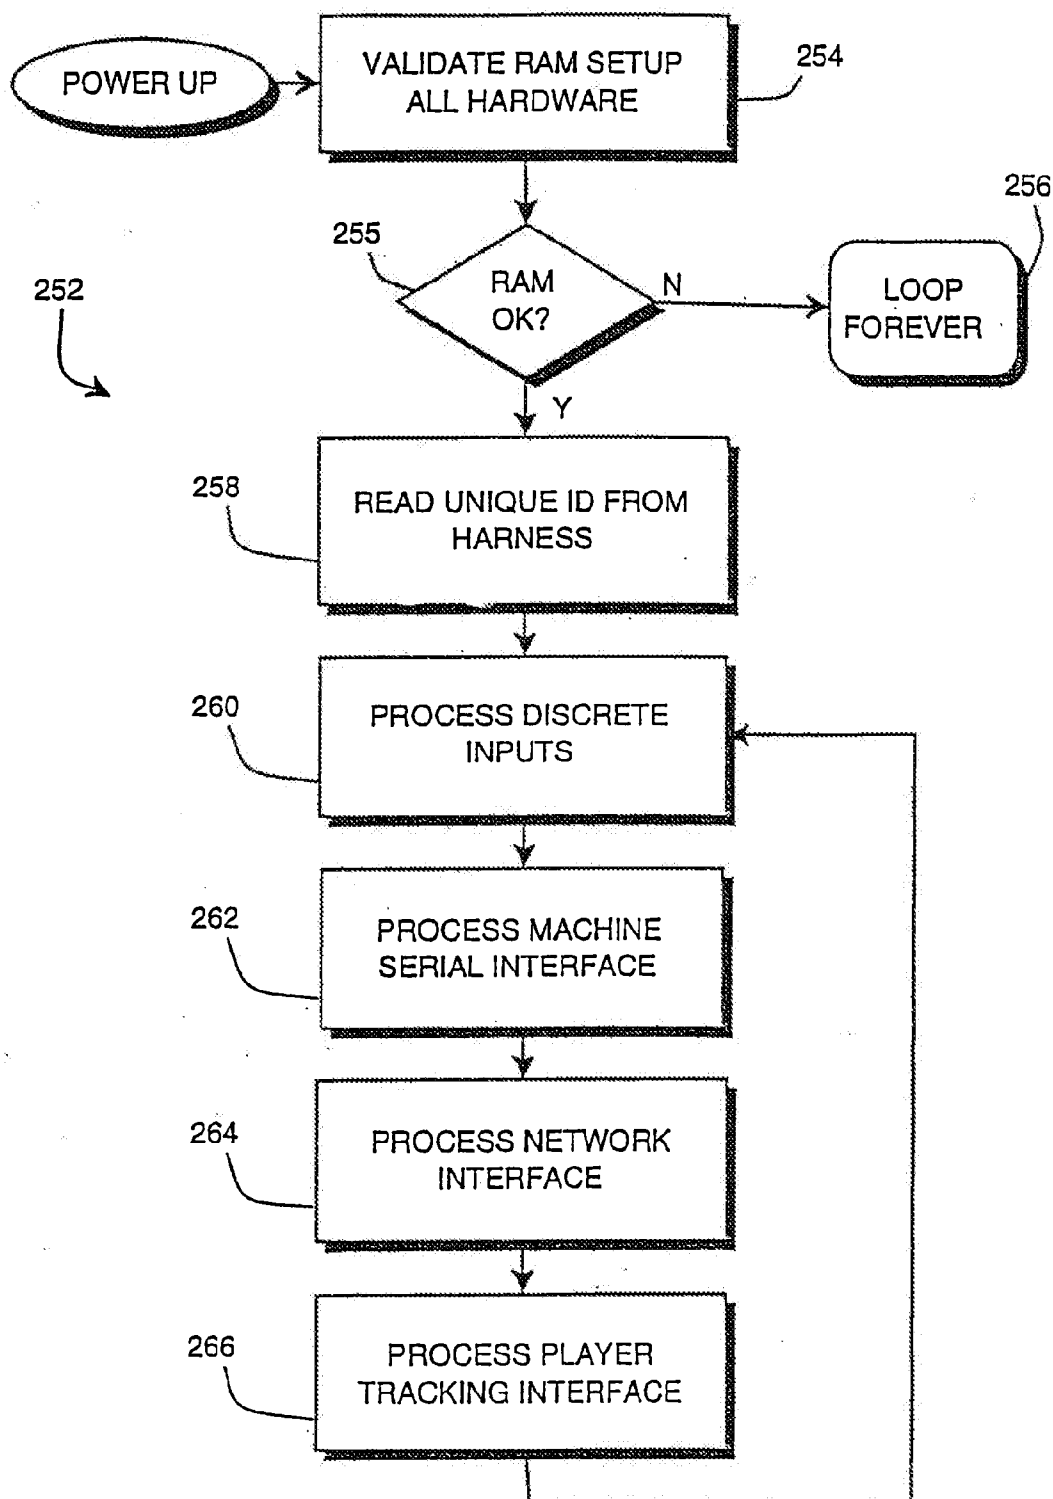 POWER UP
VALIDATE RAM SETUP
ALL HARDWARE
254
256
255
RAM
OK?
N
LOOP
FOREVER
252
Y
258
READ UNIQUE ID FROM
HARNESS
260
PROCESS DISCRETE
INPUTS
262
PROCESS MACHINE
SERIAL INTERFACE
264
PROCESS NETWORK
INTERFACE
266
PROCESS PLAYER
TRACKING INTERFACE